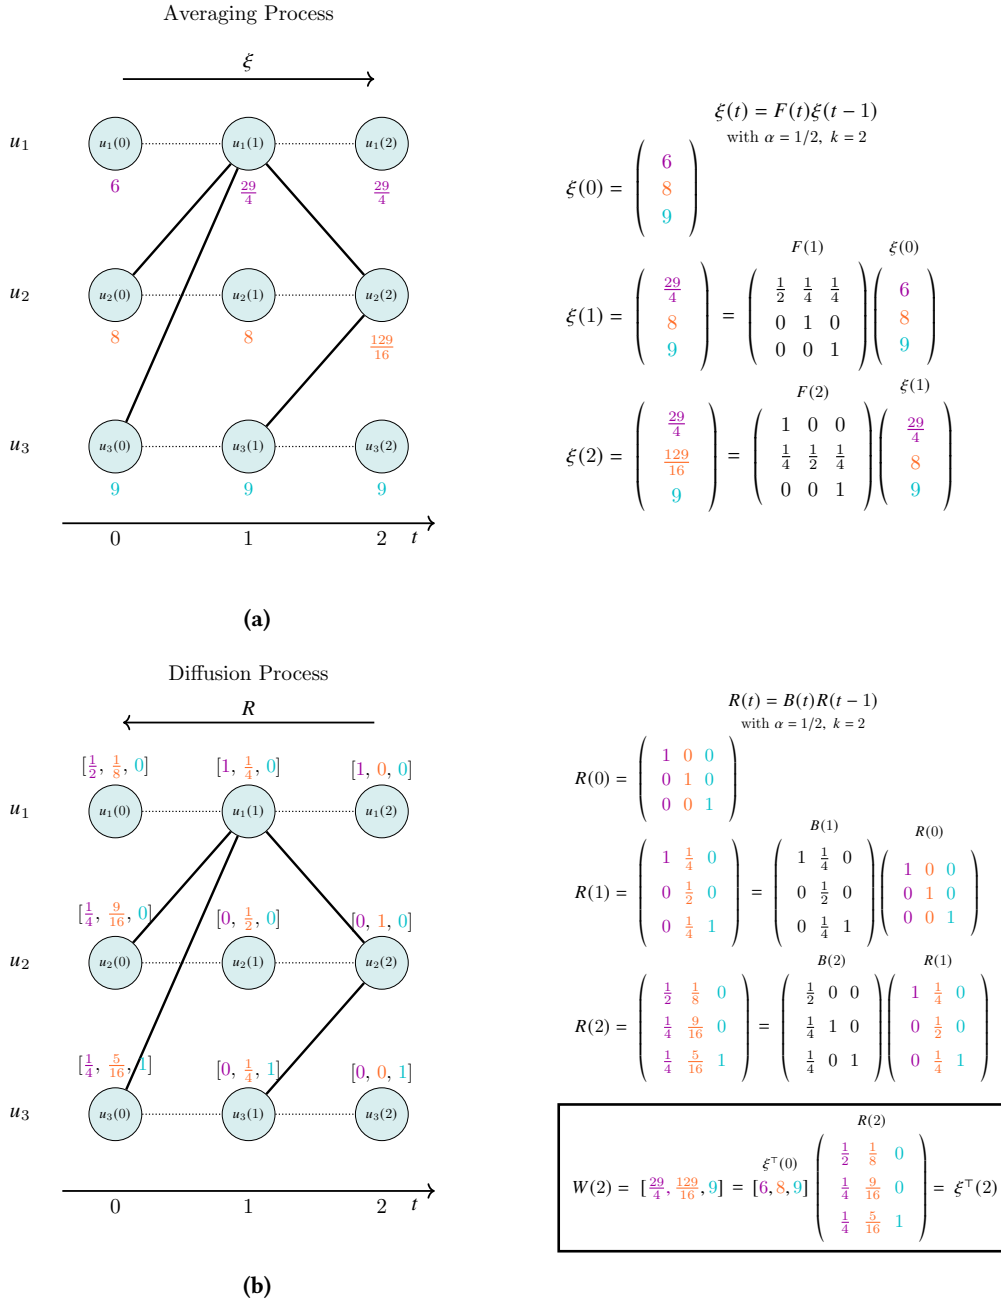 Averaging Process
ξ
u₁ u₁(0) u₁(1) u₁(2)
6 29/4 29/4
u₂ u₂(0) u₂(1) u₂(2)
8 8 129/16
u₃ u₃(0) u₃(1) u₃(2)
9 9 9
0 1 2 t
ξ(t) = F(t)ξ(t − 1)
with α = 1/2, k = 2
ξ(0) = ( 6 8 9 )
F(1) ξ(0)
ξ(1) = ( 29/4 8 9 ) = ( 1/2 1/4 1/4
0 1 0
0 0 1 ) ( 6 8 9 )
F(2) ξ(1)
ξ(2) = ( 29/4 129/16 9 ) = ( 1 0 0
1/4 1/2 1/4
0 0 1 ) ( 29/4 8 9 )
(a)
Diffusion Process
R
[1/2, 1/8, 0] [1, 1/4, 0] [1, 0, 0]
u₁ u₁(0) u₁(1) u₁(2)
[1/4, 9/16, 0] [0, 1/2, 0] [0, 1, 0]
u₂ u₂(0) u₂(1) u₂(2)
[1/4, 5/16, 1] [0, 1/4, 1] [0, 0, 1]
u₃ u₃(0) u₃(1) u₃(2)
0 1 2 t
R(t) = B(t)R(t − 1)
with α = 1/2, k = 2
R(0) = ( 1 0 0
0 1 0
0 0 1 )
B(1) R(0)
R(1) = ( 1 1/4 0
0 1/2 0
0 1/4 1 ) = ( 1 1/4 0
0 1/2 0
0 1/4 1 ) ( 1 0 0
0 1 0
0 0 1 )
B(2) R(1)
R(2) = ( 1/2 1/8 0
1/4 9/16 0
1/4 5/16 1 ) = ( 1/2 0 0
1/4 1 0
1/4 0 1 ) ( 1 1/4 0
0 1/2 0
0 1/4 1 )
ξ⊤(0) R(2)
W(2) = [29/4, 129/16, 9] = [6, 8, 9] ( 1/2 1/8 0
1/4 9/16 0
1/4 5/16 1 ) = ξ⊤(2)
(b)